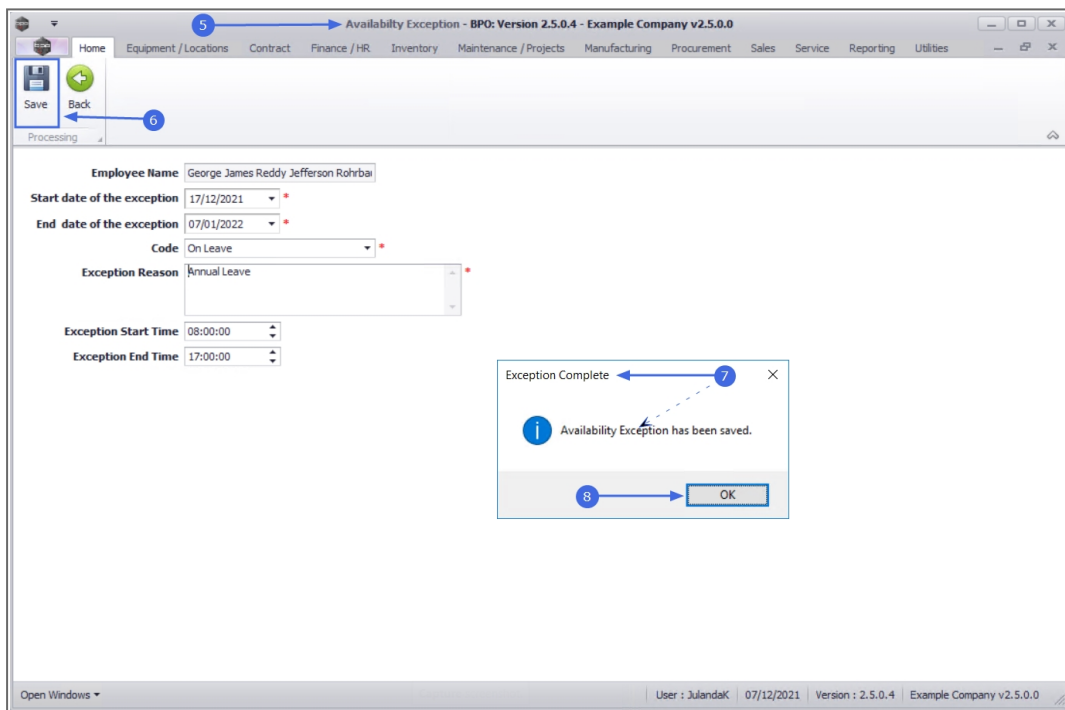 5
Availabilty Exception - BPO: Version 2.5.0.4 - Example Company v2.5.0.0
bpo Home Equipment / Locations Contract Finance / HR Inventory Maintenance / Projects Manufacturing Procurement Sales Service Reporting Utilities
Save Back
6
Processing
Employee Name George James Reddy Jefferson Rohrbau
Start date of the exception 17/12/2021 *
End date of the exception 07/01/2022 *
Code On Leave *
Exception Reason Annual Leave *
Exception Start Time 08:00:00
Exception End Time 17:00:00
Exception Complete 7
i Availability Exception has been saved.
8 OK
Open Windows User : JulandaK 07/12/2021 Version : 2.5.0.4 Example Company v2.5.0.0